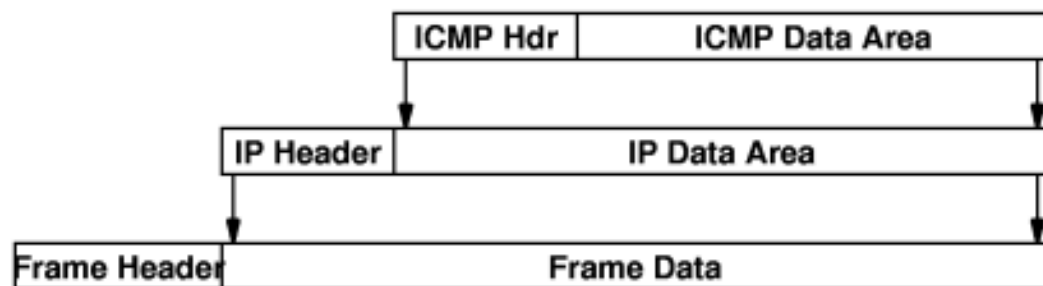 ICMP Hdr ICMP Data Area
IP Header IP Data Area
Frame Header Frame Data